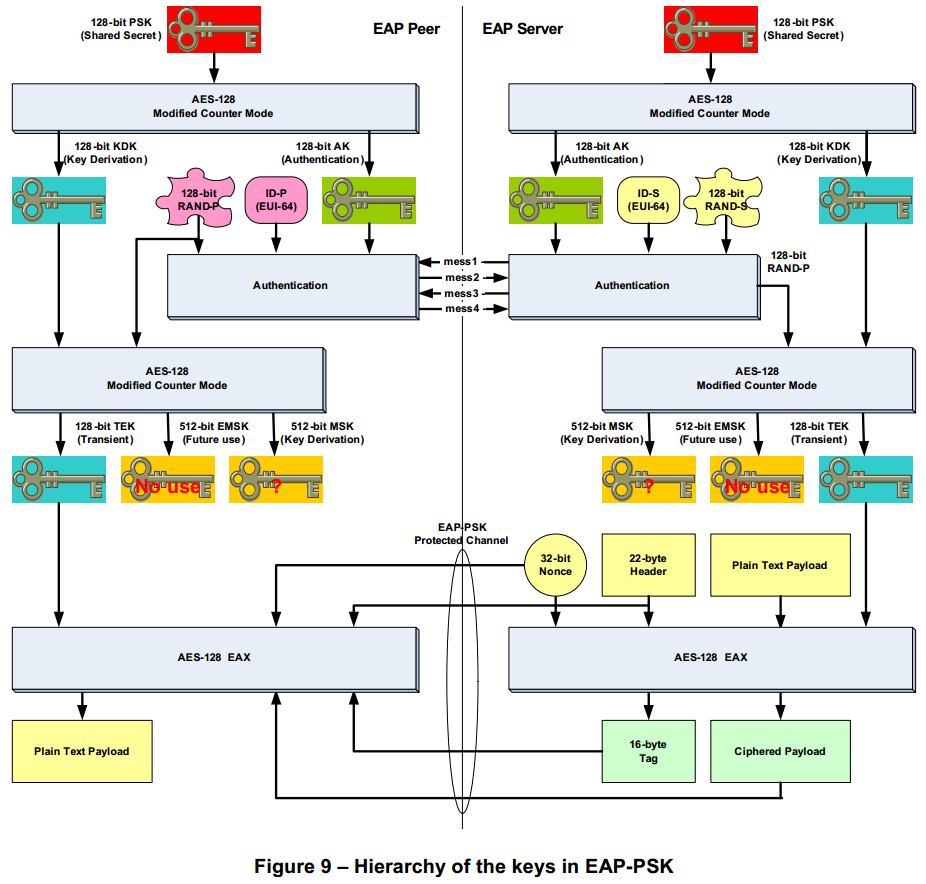 128-bit PSK
(Shared Secret)
EAP Peer
EAP Server
128-bit PSK
(Shared Secret)
AES-128
Modified Counter Mode
AES-128
Modified Counter Mode
128-bit KDK
(Key Derivation)
128-bit AK
(Authentication)
128-bit AK
(Authentication)
128-bit KDK
(Key Derivation)
128-bit
RAND-P
ID-P
(EUI-64)
ID-S
(EUI-64)
128-bit
RAND-S
Authentication
mess1
mess2
mess3
mess4
Authentication
128-bit
RAND-P
AES-128
Modified Counter Mode
AES-128
Modified Counter Mode
128-bit TEK
(Transient)
512-bit EMSK
(Future use)
512-bit MSK
(Key Derivation)
512-bit MSK
(Key Derivation)
512-bit EMSK
(Future use)
128-bit TEK
(Transient)
No use
?
?
No use
EAP-PSK
Protected Channel
32-bit
Nonce
22-byte
Header
Plain Text Payload
AES-128 EAX
AES-128 EAX
Plain Text Payload
16-byte
Tag
Ciphered Payload
Figure 9 – Hierarchy of the keys in EAP-PSK